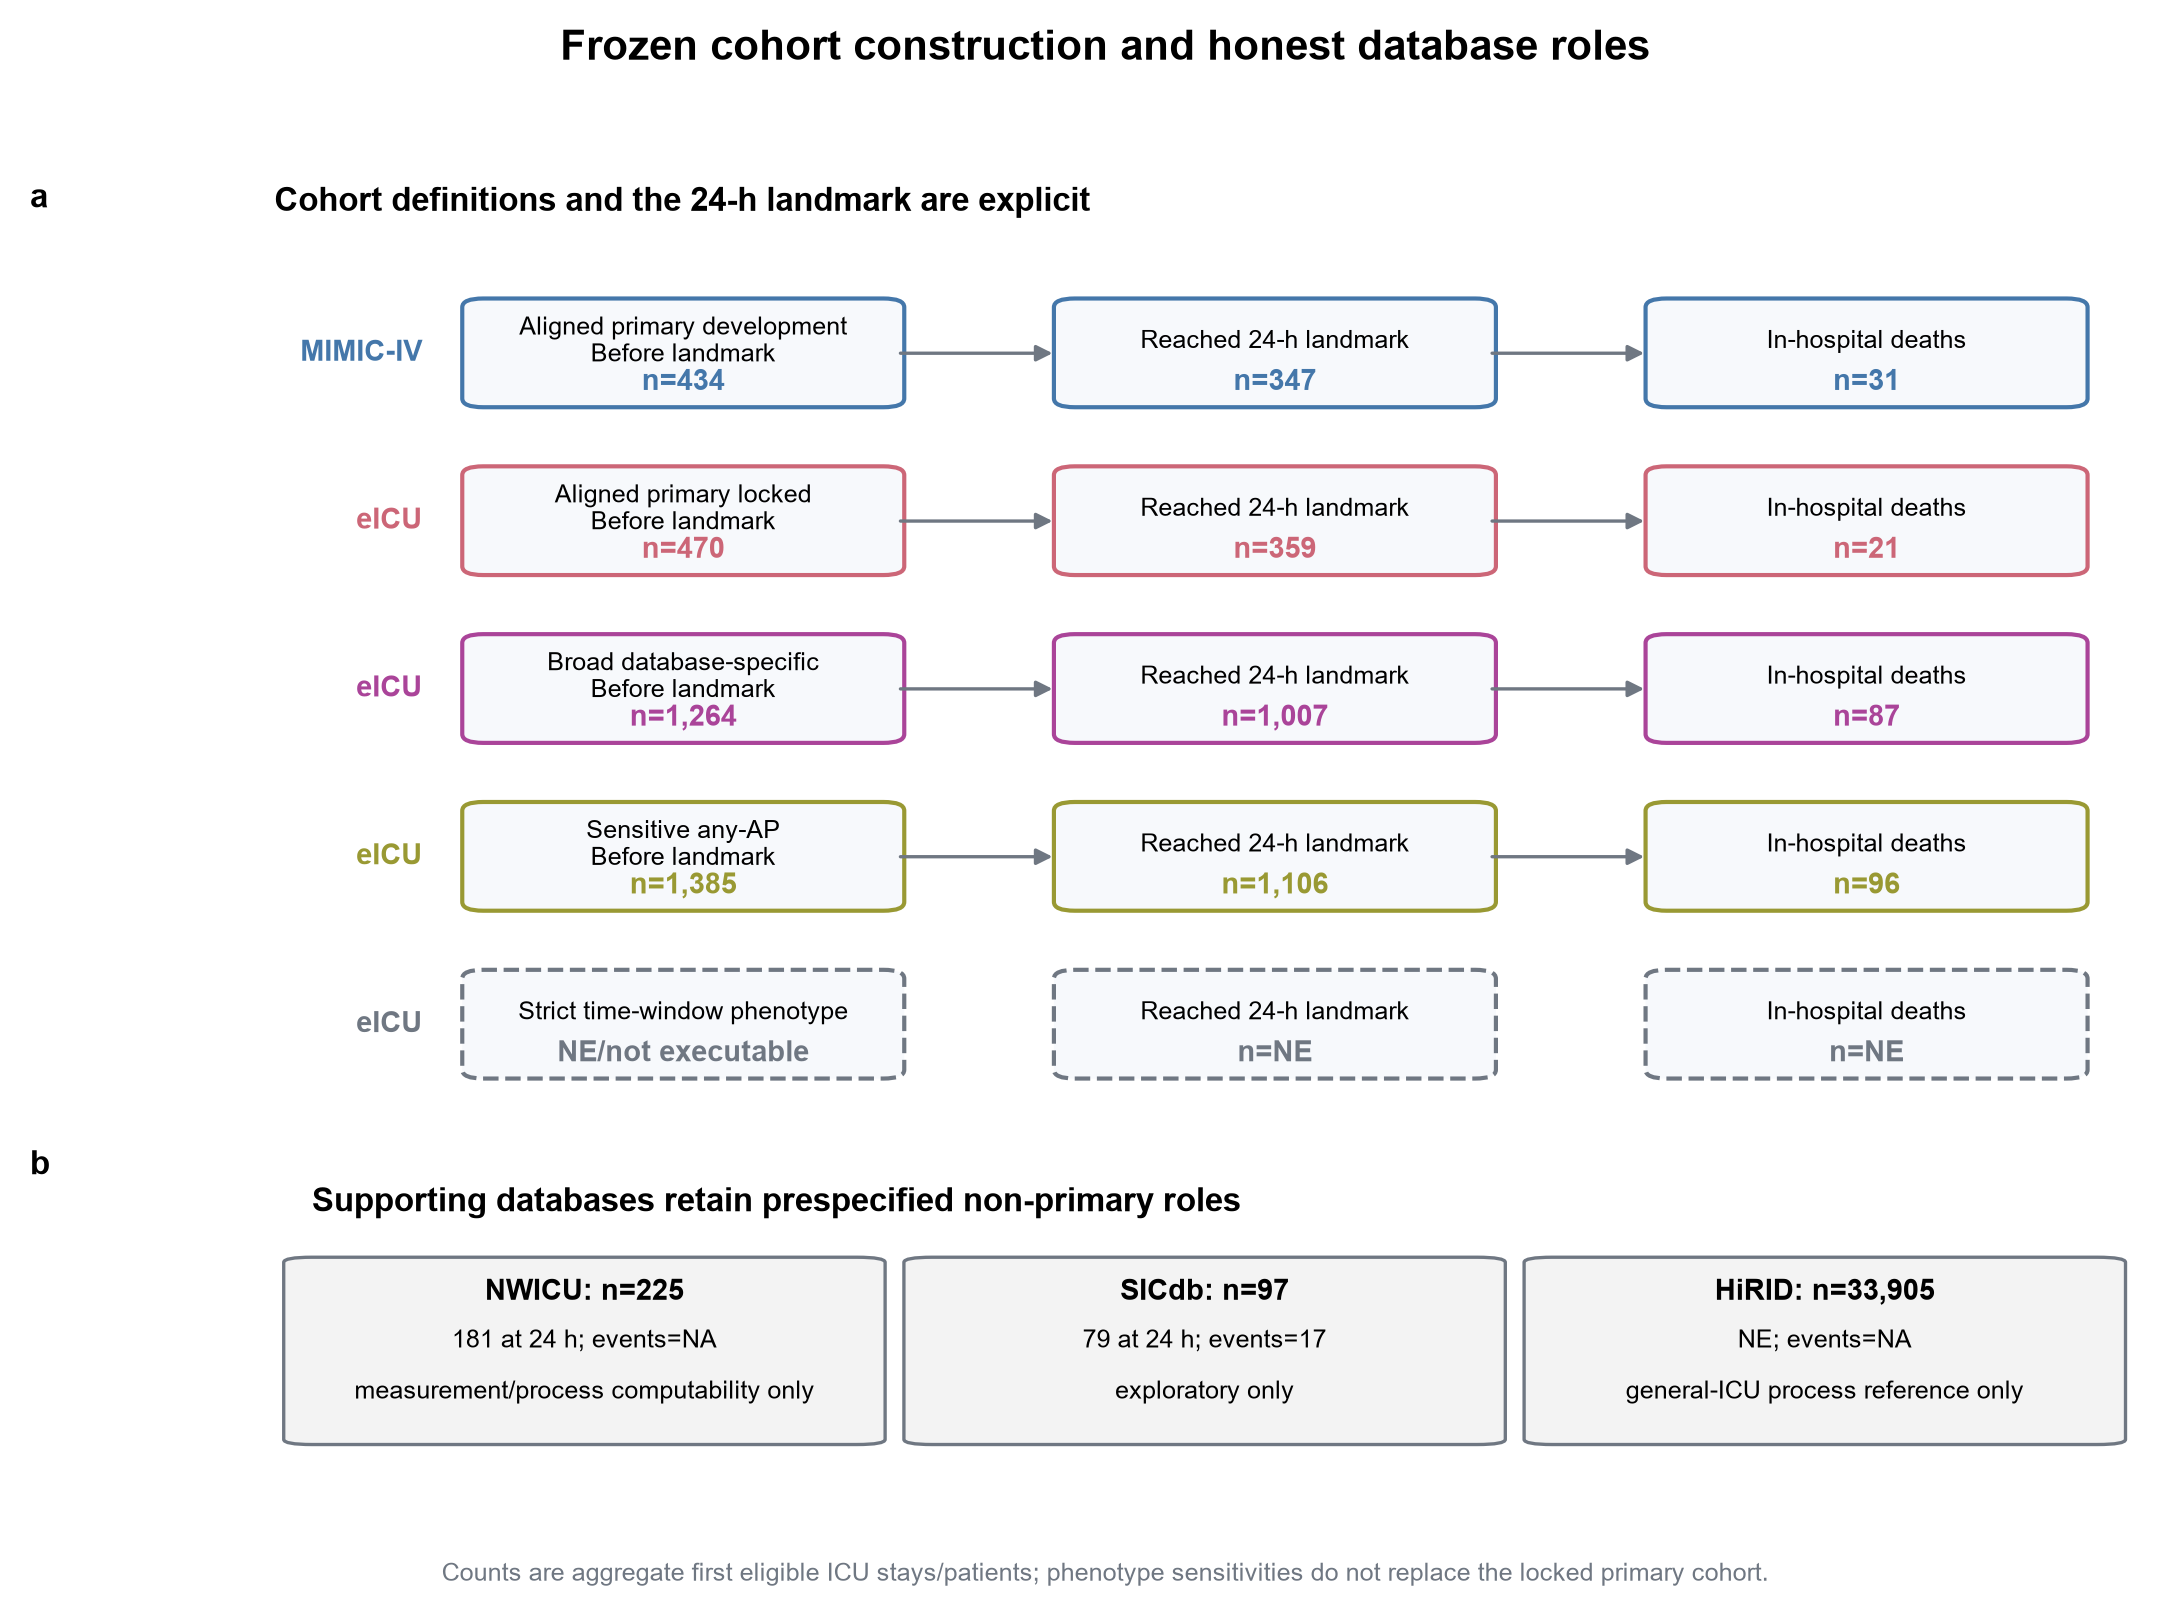 Frozen cohort construction and honest database roles
a
Cohort definitions and the 24-h landmark are explicit
MIMIC-IV
Aligned primary development
Before landmark
n=434
Reached 24-h landmark
n=347
In-hospital deaths
n=31
eICU
Aligned primary locked
Before landmark
n=470
Reached 24-h landmark
n=359
In-hospital deaths
n=21
eICU
Broad database-specific
Before landmark
n=1,264
Reached 24-h landmark
n=1,007
In-hospital deaths
n=87
eICU
Sensitive any-AP
Before landmark
n=1,385
Reached 24-h landmark
n=1,106
In-hospital deaths
n=96
eICU
Strict time-window phenotype
NE/not executable
Reached 24-h landmark
n=NE
In-hospital deaths
n=NE
b
Supporting databases retain prespecified non-primary roles
NWICU: n=225
181 at 24 h; events=NA
measurement/process computability only
SICdb: n=97
79 at 24 h; events=17
exploratory only
HiRID: n=33,905
NE; events=NA
general-ICU process reference only
Counts are aggregate first eligible ICU stays/patients; phenotype sensitivities do not replace the locked primary cohort.